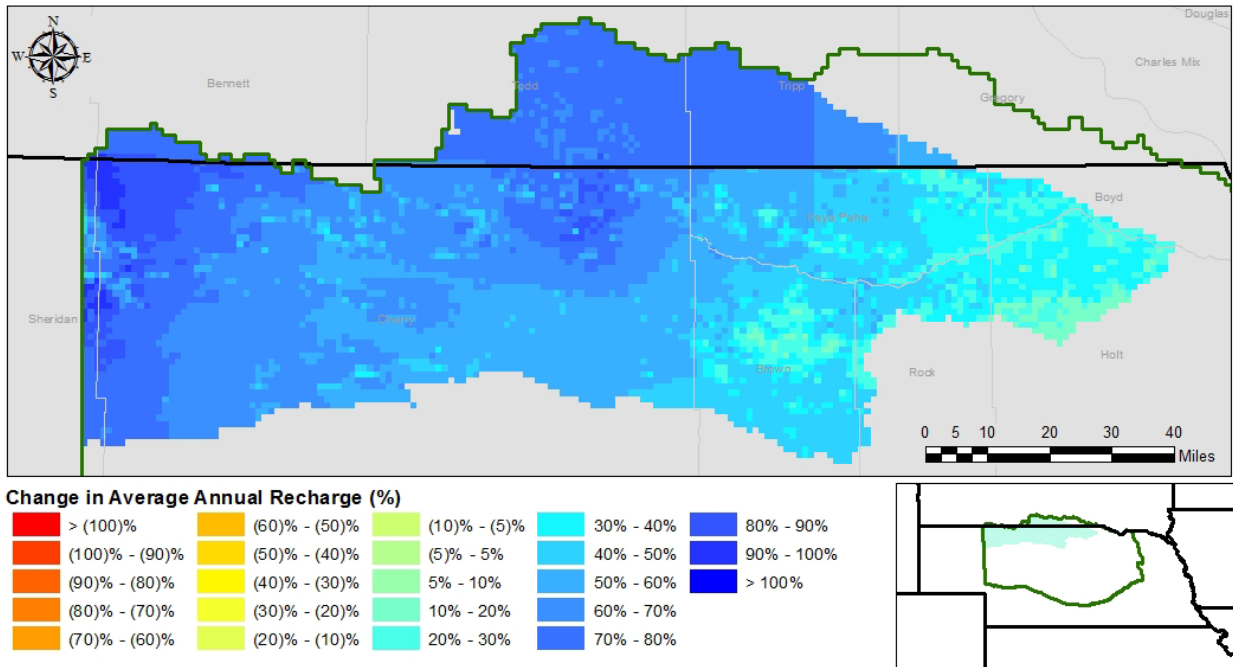 N
W E
S
Douglas
Charles Mix
Bennett
Todd
Tripp
Gregory
Boyd
Keya Paha
Sheridan
Cherry
Holt
Brown
Rock
0 5 10 20 30 40
Miles
Change in Average Annual Recharge (%)
> (100)%
(100)% - (90)%
(90)% - (80)%
(80)% - (70)%
(70)% - (60)%
(60)% - (50)%
(50)% - (40)%
(40)% - (30)%
(30)% - (20)%
(20)% - (10)%
(10)% - (5)%
(5)% - 5%
5% - 10%
10% - 20%
20% - 30%
30% - 40%
40% - 50%
50% - 60%
60% - 70%
70% - 80%
80% - 90%
90% - 100%
> 100%